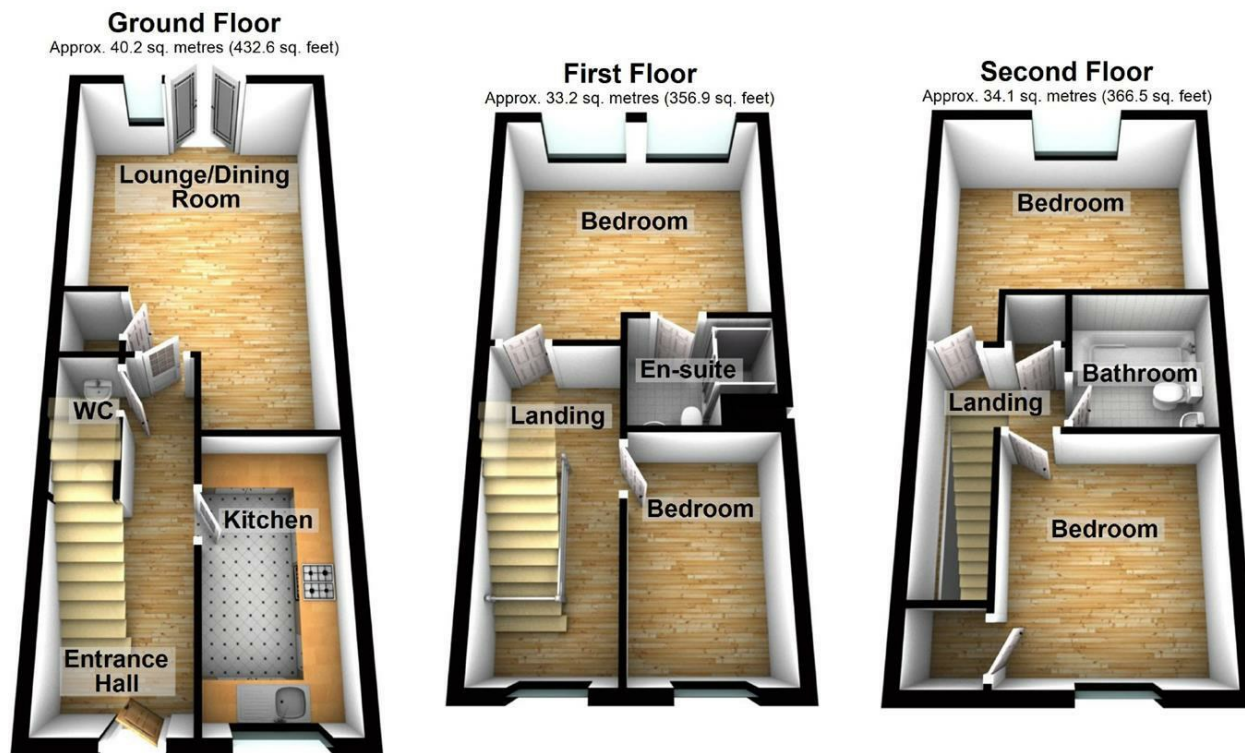 Ground Floor
Approx. 40.2 sq. metres (432.6 sq. feet)
Lounge/Dining
Room
WC
Kitchen
Entrance
Hall
First Floor
Approx. 33.2 sq. metres (356.9 sq. feet)
Bedroom
En-suite
Landing
Bedroom
Second Floor
Approx. 34.1 sq. metres (366.5 sq. feet)
Bedroom
Bathroom
Landing
Bedroom